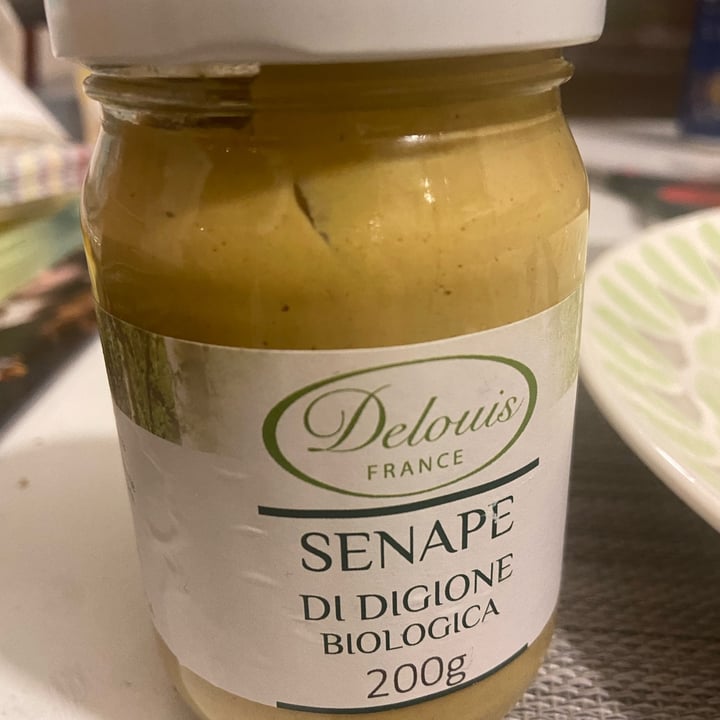 Delouis
FRANCE
SENAPE
DI DIGIONE
BIOLOGICA
200g